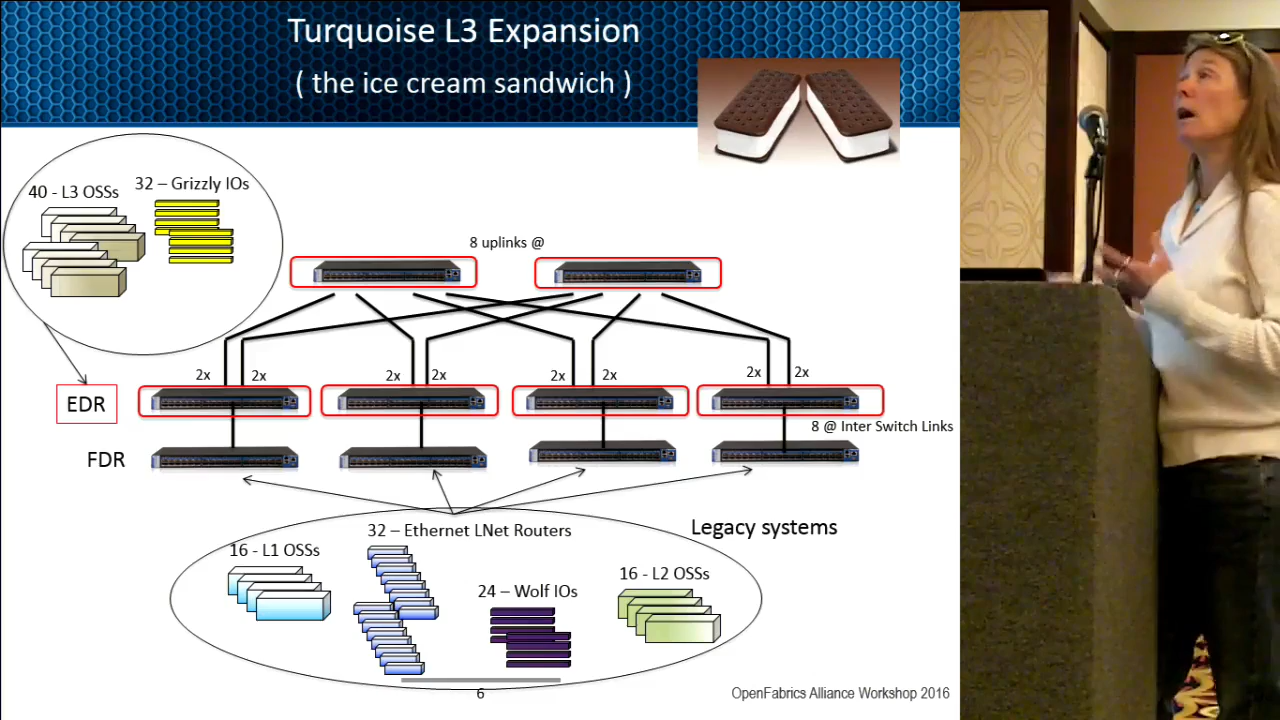 Turquoise L3 Expansion
( the ice cream sandwich )
40 - L3 OSSs
32 – Grizzly IOs
8 uplinks @
2x
2x
2x
2x
2x
2x
2x
2x
EDR
8 @ Inter Switch Links
FDR
Legacy systems
32 – Ethernet LNet Routers
16 - L1 OSSs
24 – Wolf IOs
16 - L2 OSSs
6
OpenFabrics Alliance Workshop 2016